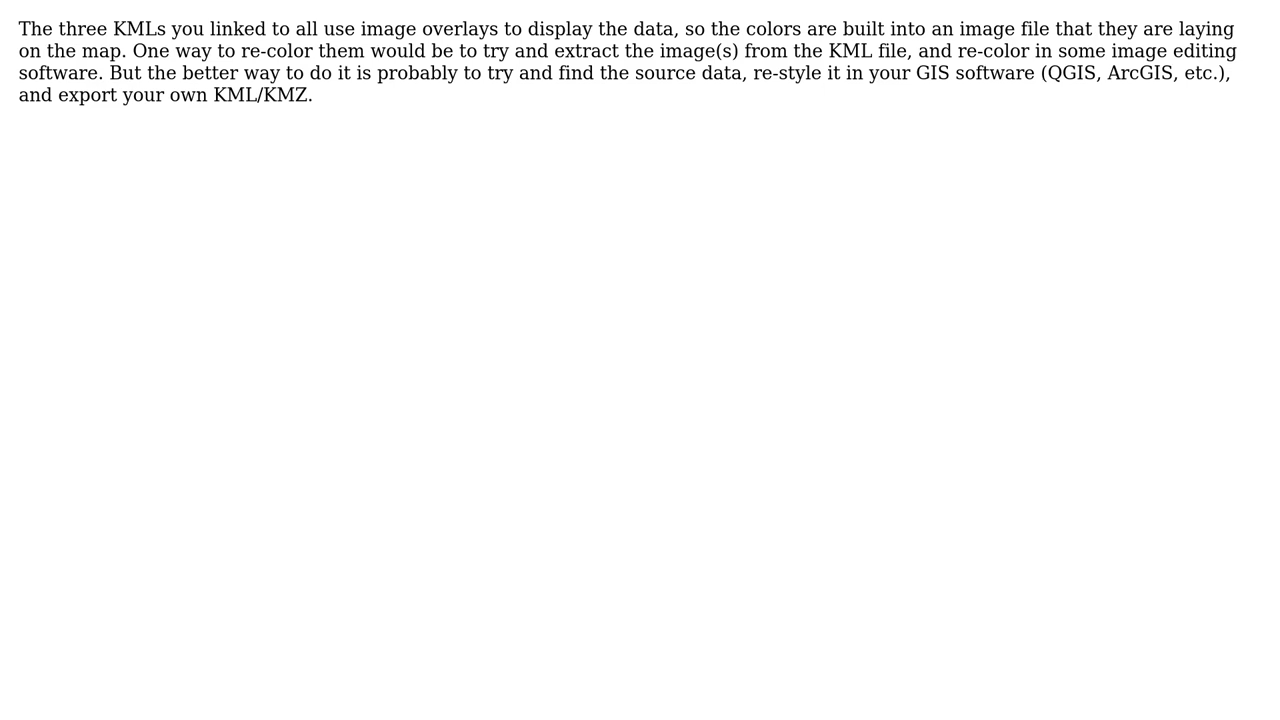 The three KMLs you linked to all use image overlays to display the data, so the colors are built into an image file that they are laying
on the map. One way to re-color them would be to try and extract the image(s) from the KML file, and re-color in some image editing
software. But the better way to do it is probably to try and find the source data, re-style it in your GIS software (QGIS, ArcGIS, etc.),
and export your own KML/KMZ.